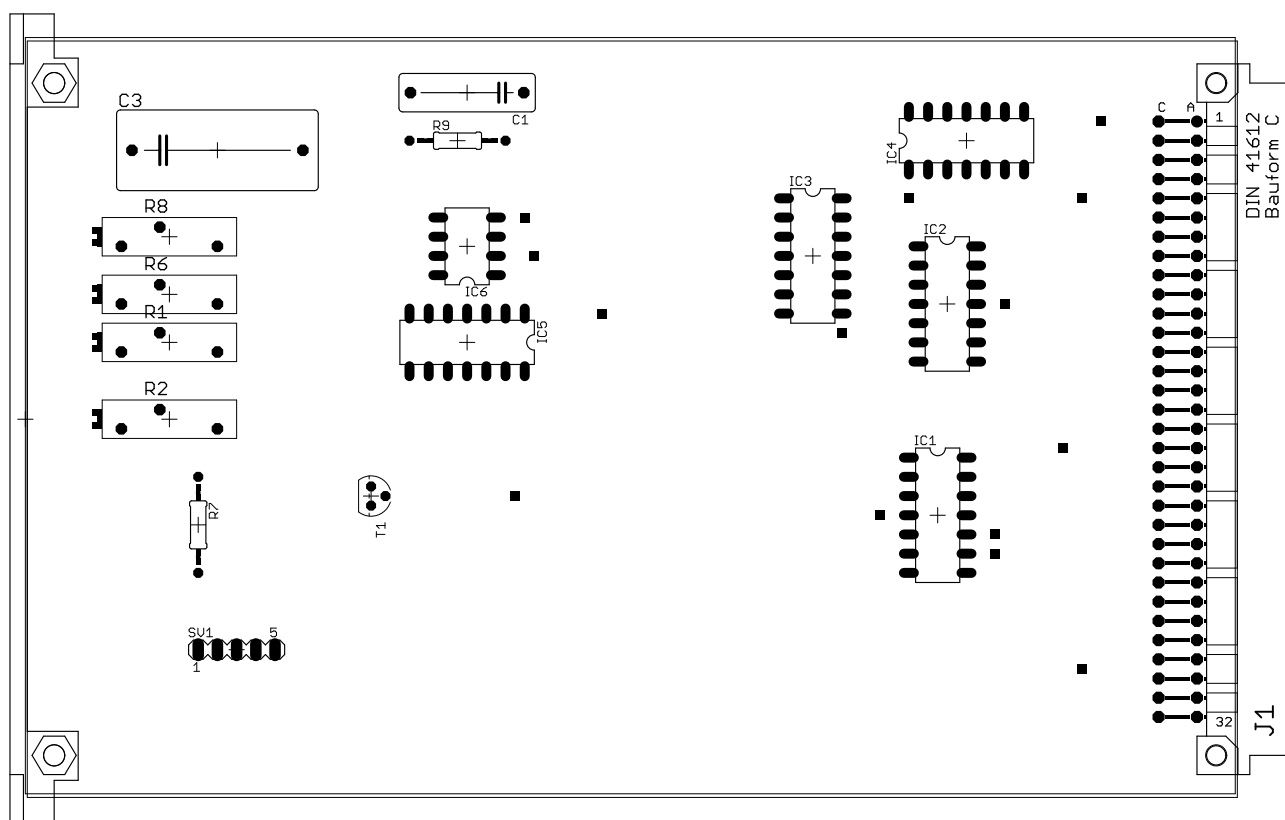 C3
C1
R9
C A
1
DIN 41612
Bauform C
IC4
IC3
R8
IC2
R6
IC6
R1
IC5
R2
IC1
R7
T1
SV1
5
1
J1
32